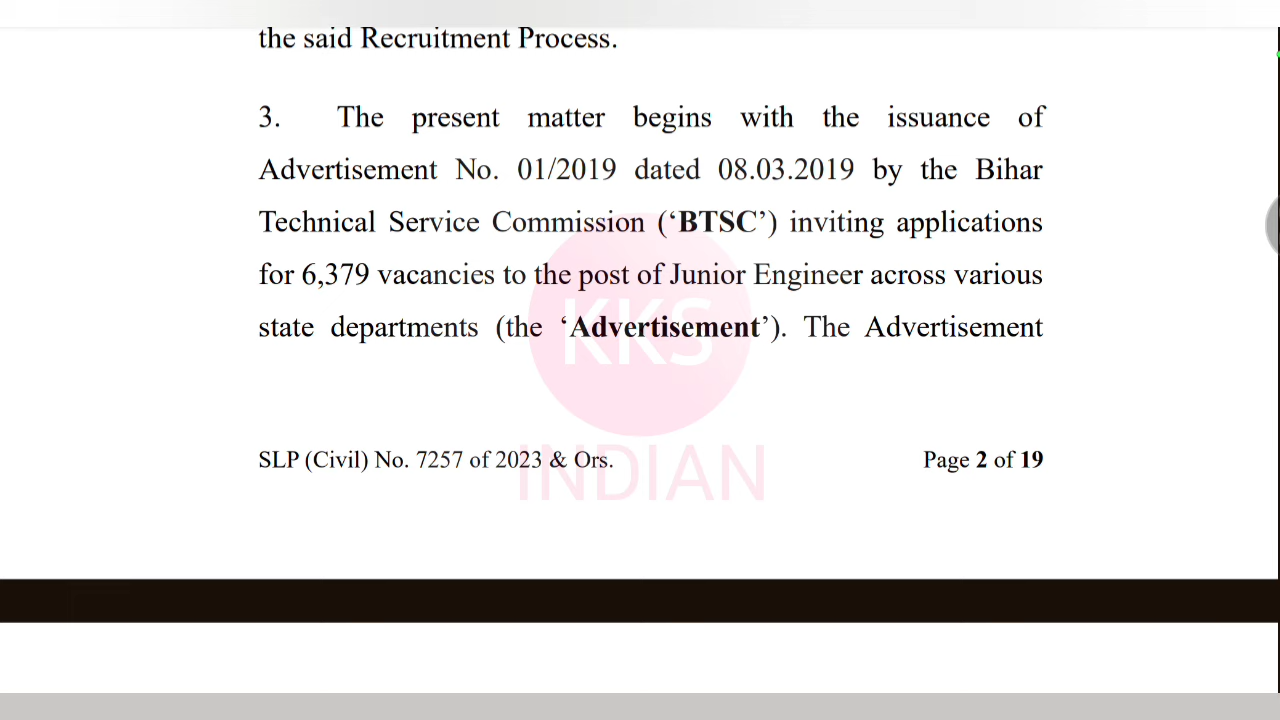 the said Recruitment Process.
3. The present matter begins with the issuance of
Advertisement No. 01/2019 dated 08.03.2019 by the Bihar
Technical Service Commission (‘BTSC’) inviting applications
for 6,379 vacancies to the post of Junior Engineer across various
state departments (the ‘Advertisement’). The Advertisement
KKS
INDIAN
SLP (Civil) No. 7257 of 2023 & Ors. Page 2 of 19